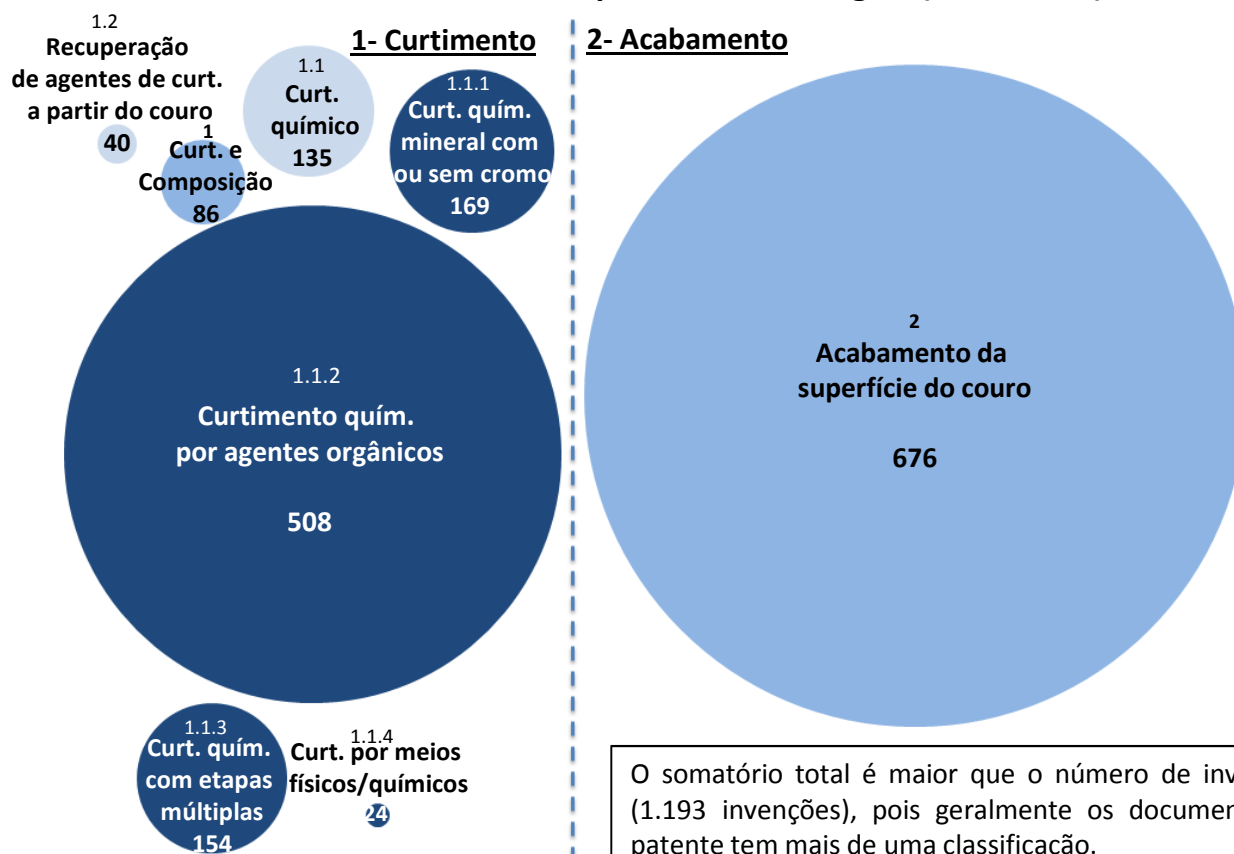 1- Curtimento
2- Acabamento
1.2
Recuperação
de agentes de curt.
a partir do couro
40
1
Curt. e
Composição
86
1.1
Curt.
químico
135
1.1.1
Curt. quím.
mineral com
ou sem cromo
169
1.1.2
Curtimento quím.
por agentes orgânicos
508
1.1.3
Curt. quím.
com etapas
múltiplas
154
1.1.4
Curt. por meios
físicos/químicos
24
2
Acabamento da
superfície do couro
676
O somatório total é maior que o número de inv
(1.193 invenções), pois geralmente os documen
patente tem mais de uma classificação.